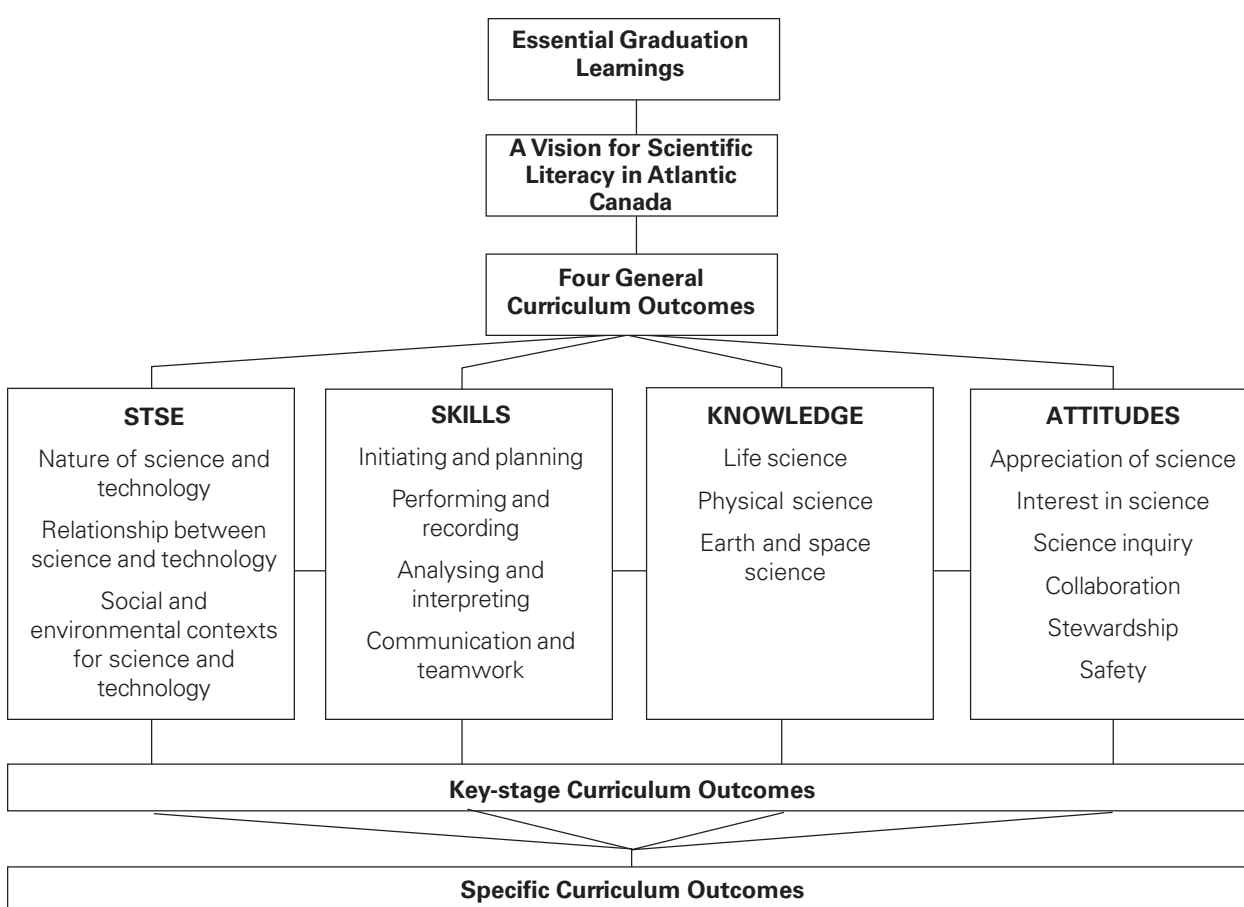 Essential Graduation
Learnings
A Vision for Scientific
Literacy in Atlantic
Canada
Four General
Curriculum Outcomes
STSE
Nature of science and
technology
Relationship between
science and technology
Social and
environmental contexts
for science and
technology
SKILLS
Initiating and planning
Performing and
recording
Analysing and
interpreting
Communication and
teamwork
KNOWLEDGE
Life science
Physical science
Earth and space
science
ATTITUDES
Appreciation of science
Interest in science
Science inquiry
Collaboration
Stewardship
Safety
Key-stage Curriculum Outcomes
Specific Curriculum Outcomes